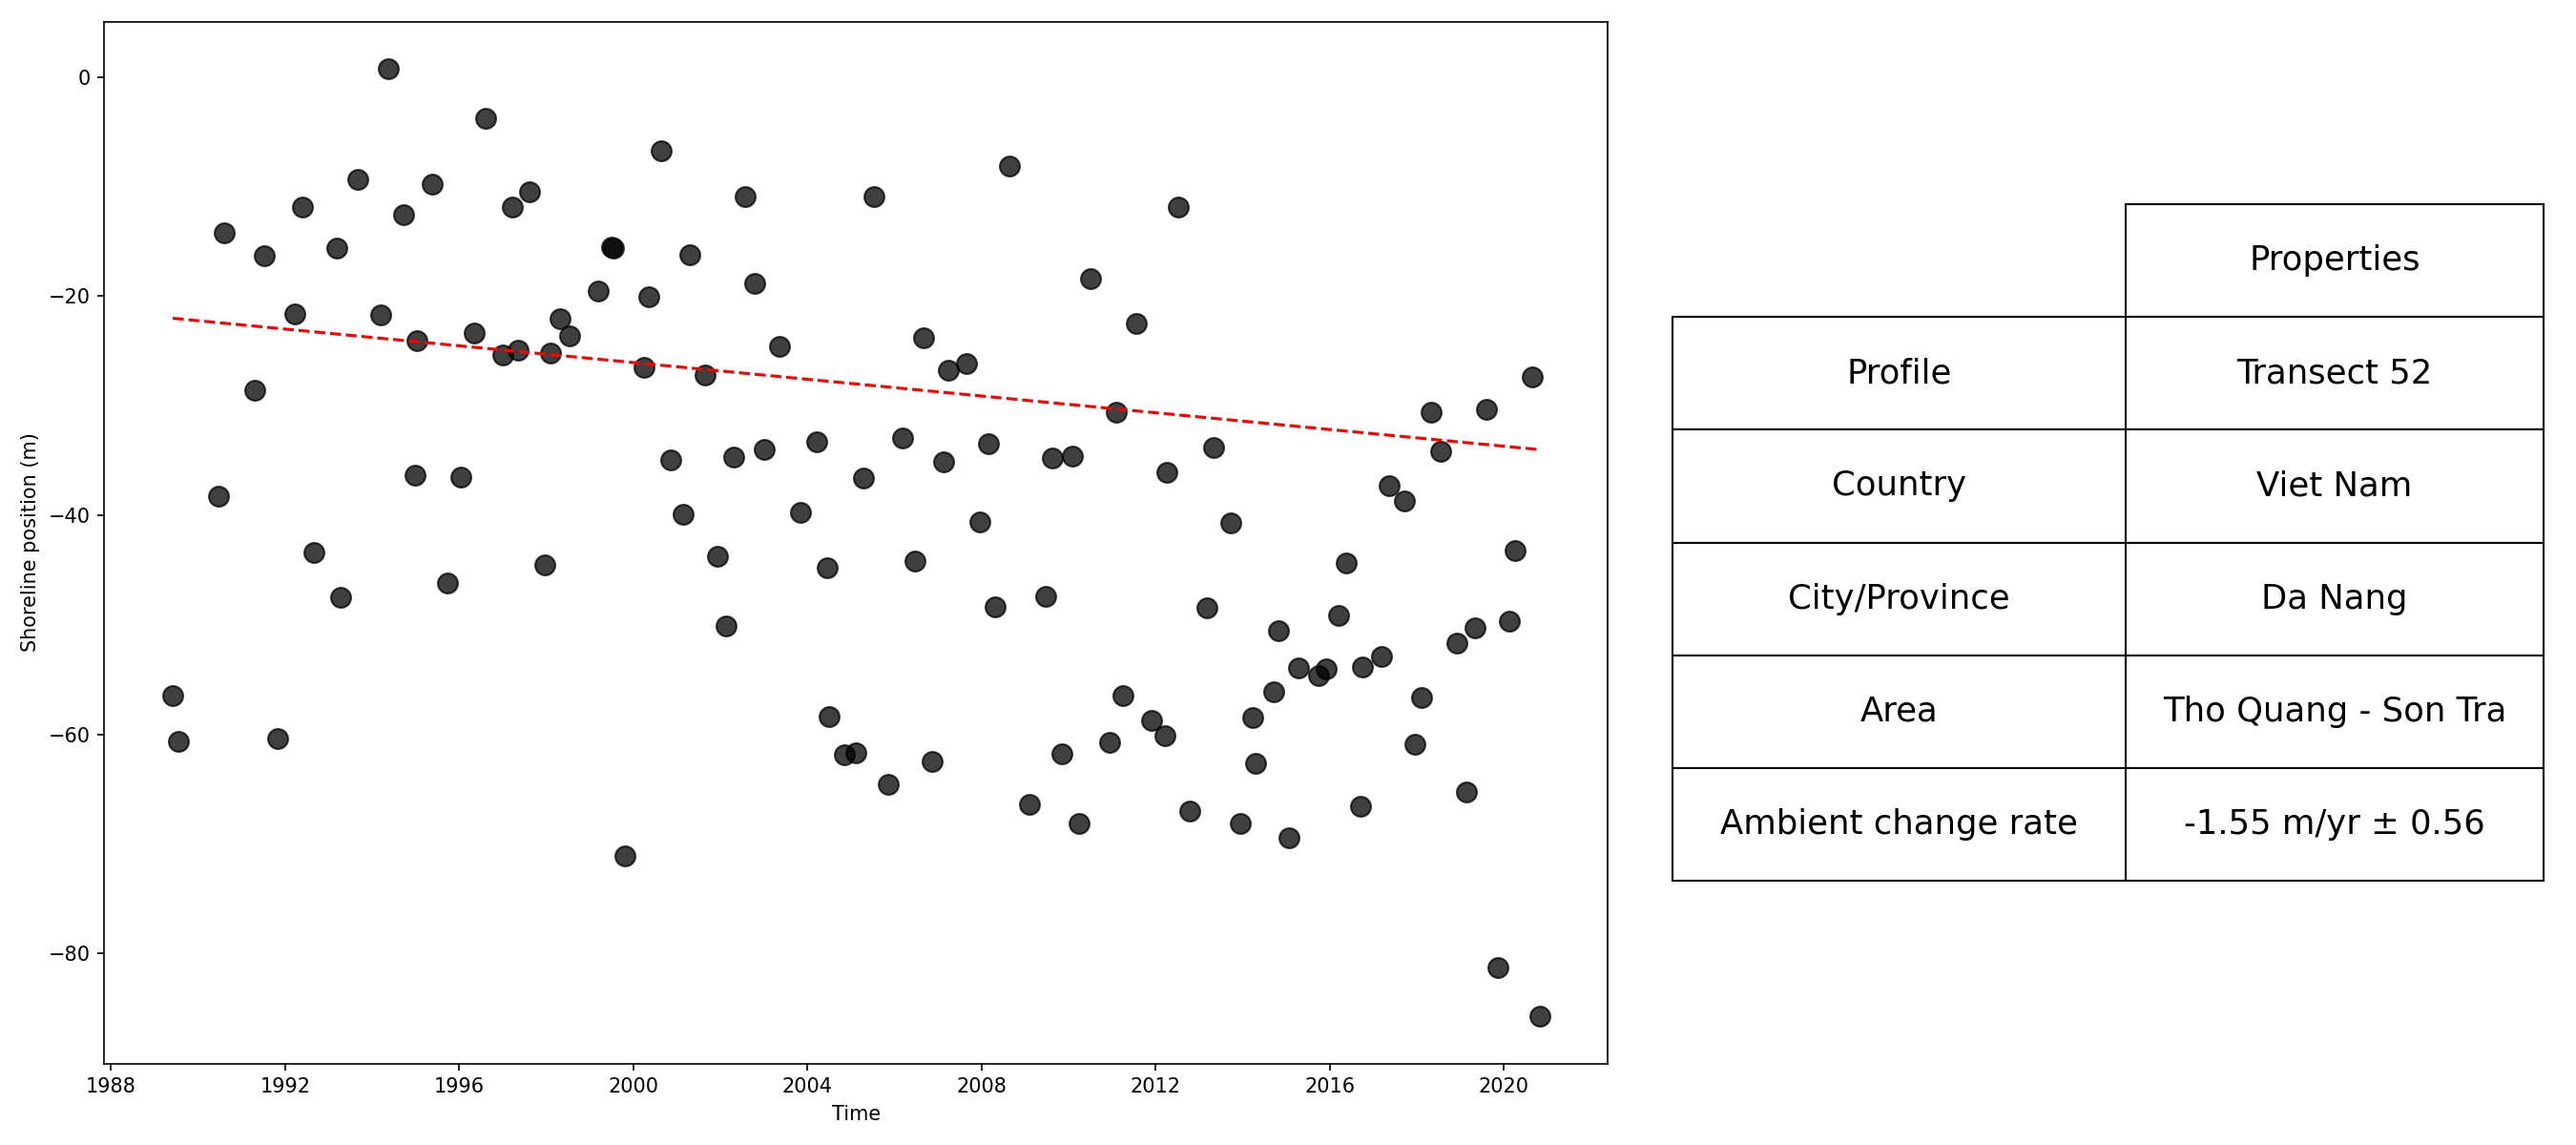 0
−20
−40
−60
−80
Shoreline position (m)
1988 1992 1996 2000 2004 2008 2012 2016 2020
Time
Properties
Profile Transect 52
Country Viet Nam
City/Province Da Nang
Area Tho Quang - Son Tra
Ambient change rate -1.55 m/yr ± 0.56